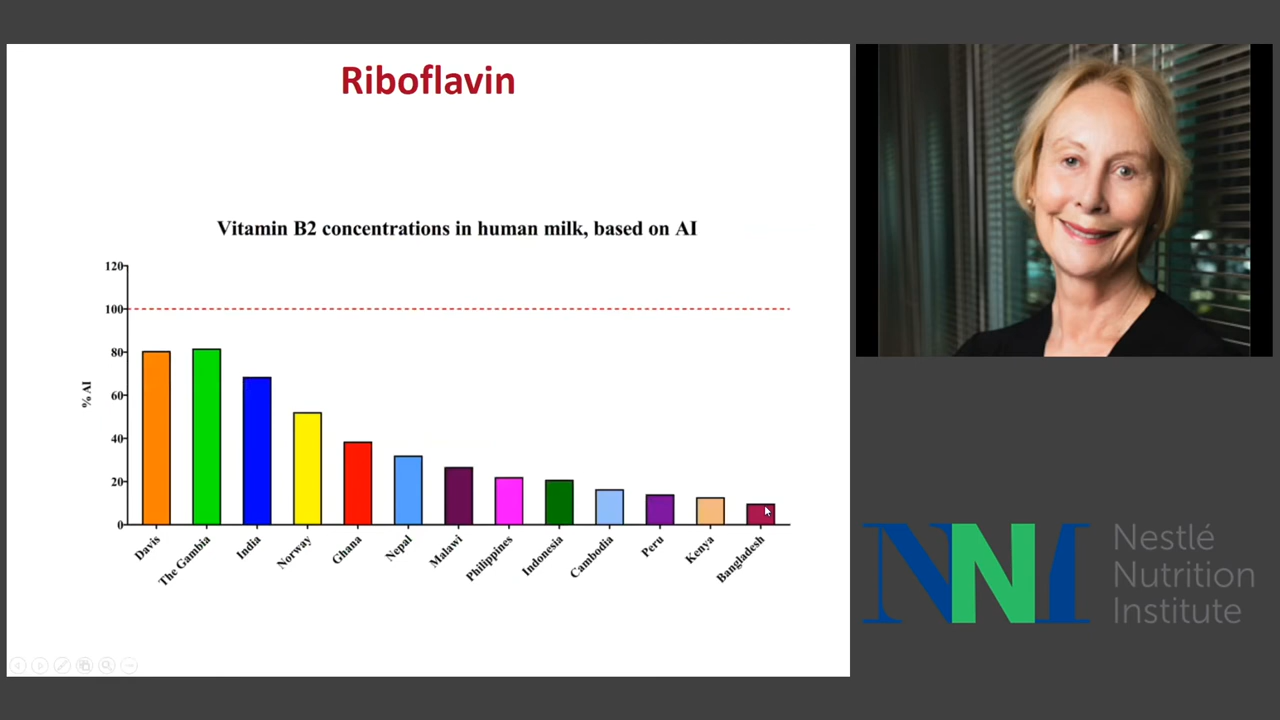 Riboflavin
Vitamin B2 concentrations in human milk, based on AI
120
100
80
60
40
20
0
% AI
Davis
The Gambia
India
Norway
Ghana
Nepal
Malawi
Philippines
Indonesia
Cambodia
Peru
Kenya
Bangladesh
NNI
Nestlé
Nutrition
Institute